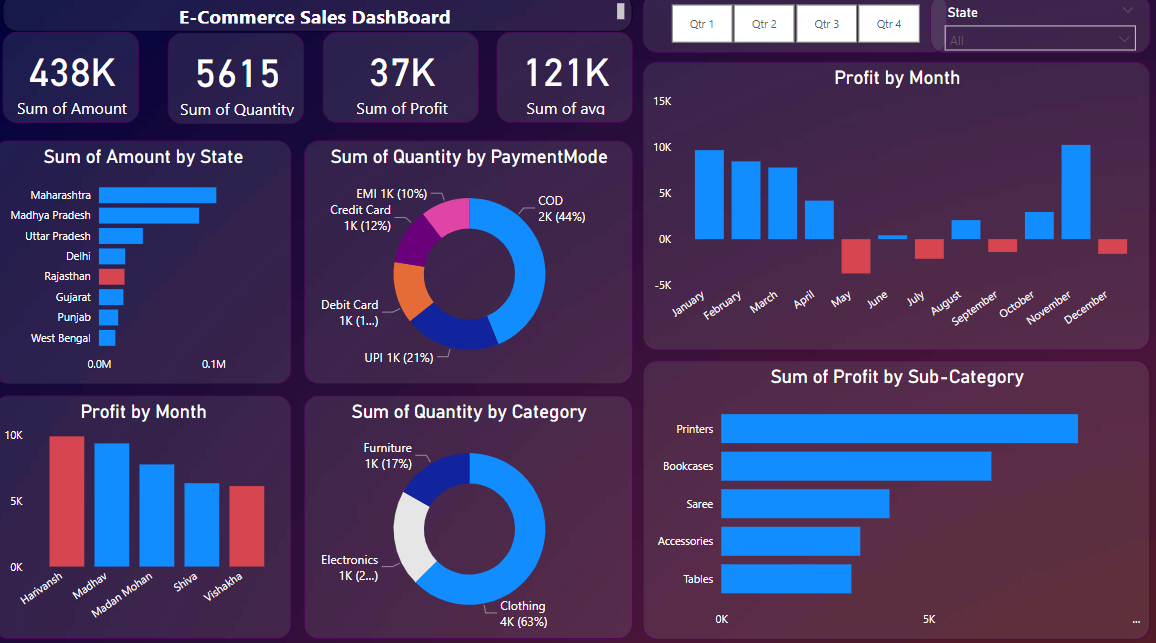 E-Commerce Sales DashBoard
Qtr 1
Qtr 2
Qtr 3
Qtr 4
State
All
438K
Sum of Amount
5615
Sum of Quantity
37K
Sum of Profit
121K
Sum of avg
Sum of Amount by State
Maharashtra
Madhya Pradesh
Uttar Pradesh
Delhi
Rajasthan
Gujarat
Punjab
West Bengal
0.0M
0.1M
Sum of Quantity by PaymentMode
EMI 1K (10%)
Credit Card
1K (12%)
COD
2K (44%)
Debit Card
1K (1...)
UPI 1K (21%)
Profit by Month
15K
10K
5K
0K
-5K
January
February
March
April
May
June
July
August
September
October
November
December
Profit by Month
10K
5K
0K
Harivansh
Madhav
Madan Mohan
Shiva
Vishakha
Sum of Quantity by Category
Furniture
1K (17%)
Electronics
1K (2...)
Clothing
4K (63%)
Sum of Profit by Sub-Category
Printers
Bookcases
Saree
Accessories
Tables
0K
5K
...